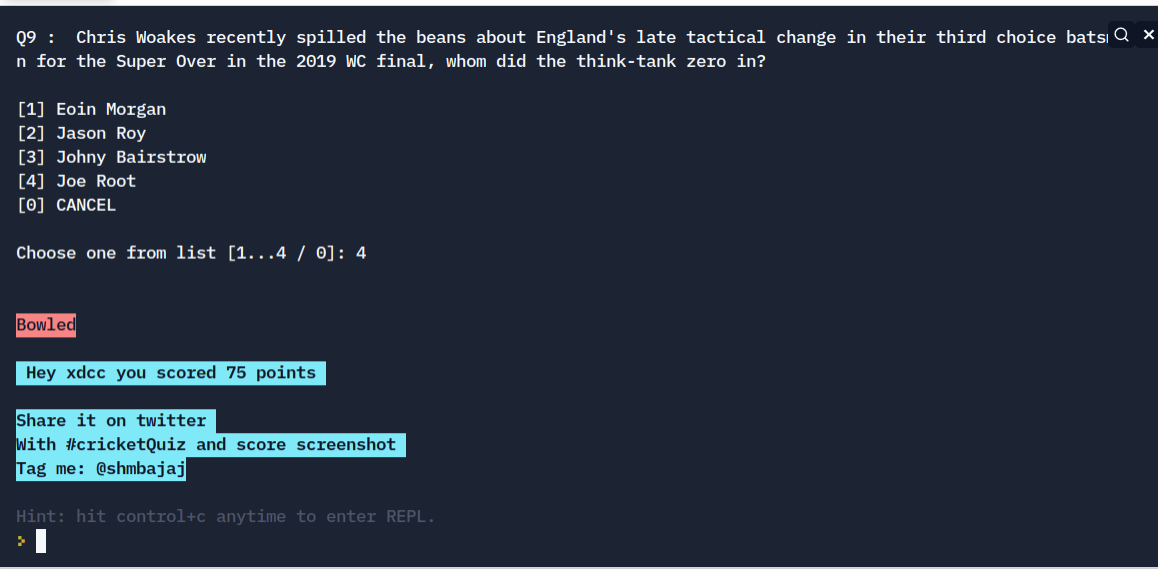 Q9 :  Chris Woakes recently spilled the beans about England's late tactical change in their third choice
n for the Super Over in the 2019 WC final, whom did the think-tank zero in?
[1] Eoin Morgan
[2] Jason Roy
[3] Johny Bairstrow
[4] Joe Root
[0] CANCEL
Choose one from list [1...4 / 0]: 4
Bowled
Hey xdcc you scored 75 points
Share it on twitter
With #cricketQuiz and score screenshot
Tag me: @shmbajaj
Hint: hit control+c anytime to enter REPL.
>